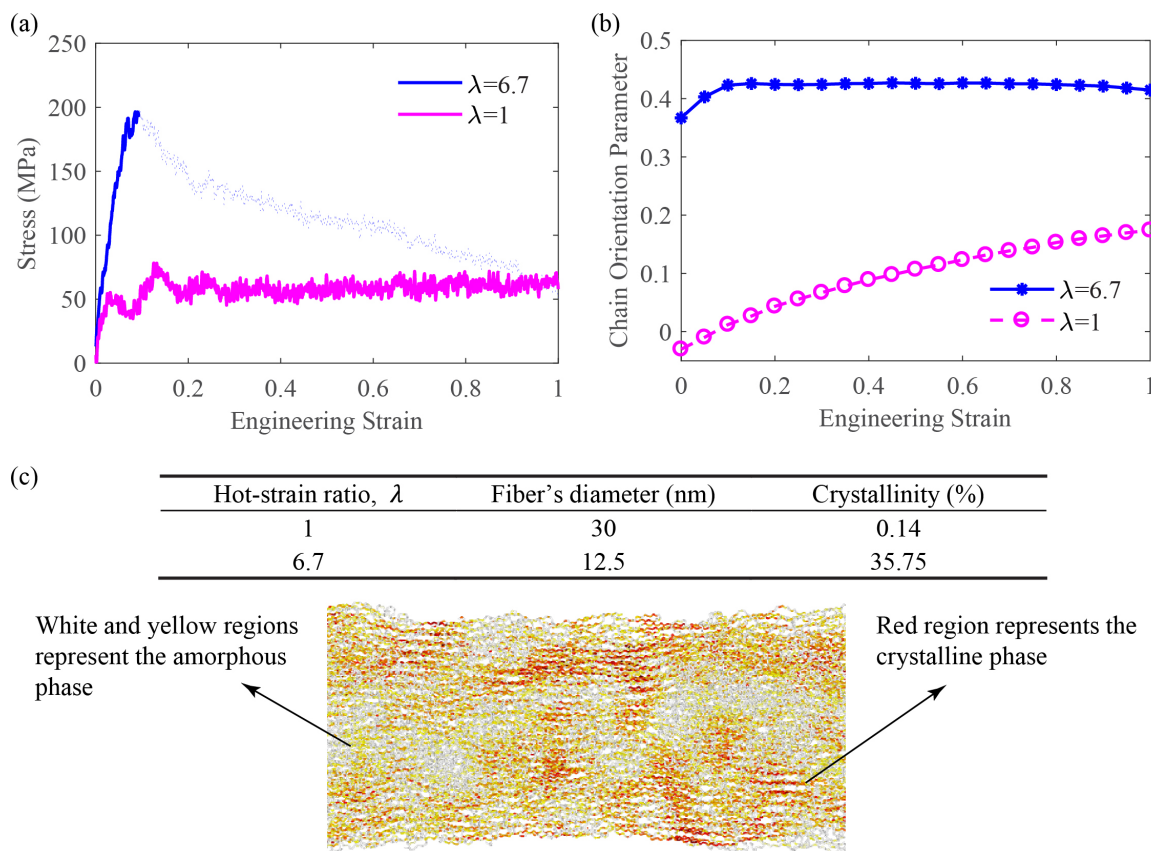 (a)
250
200
150
100
50
0
Stress (MPa)
0 0.2 0.4 0.6 0.8 1
Engineering Strain
λ=6.7
λ=1
(b)
0.5
0.4
0.3
0.2
0.1
0
Chain Orientation Parameter
0 0.2 0.4 0.6 0.8 1
Engineering Strain
λ=6.7
λ=1
(c)
Hot-strain ratio, λ Fiber's diameter (nm) Crystallinity (%)
1 30 0.14
6.7 12.5 35.75
White and yellow regions
represent the amorphous
phase
Red region represents the
crystalline phase